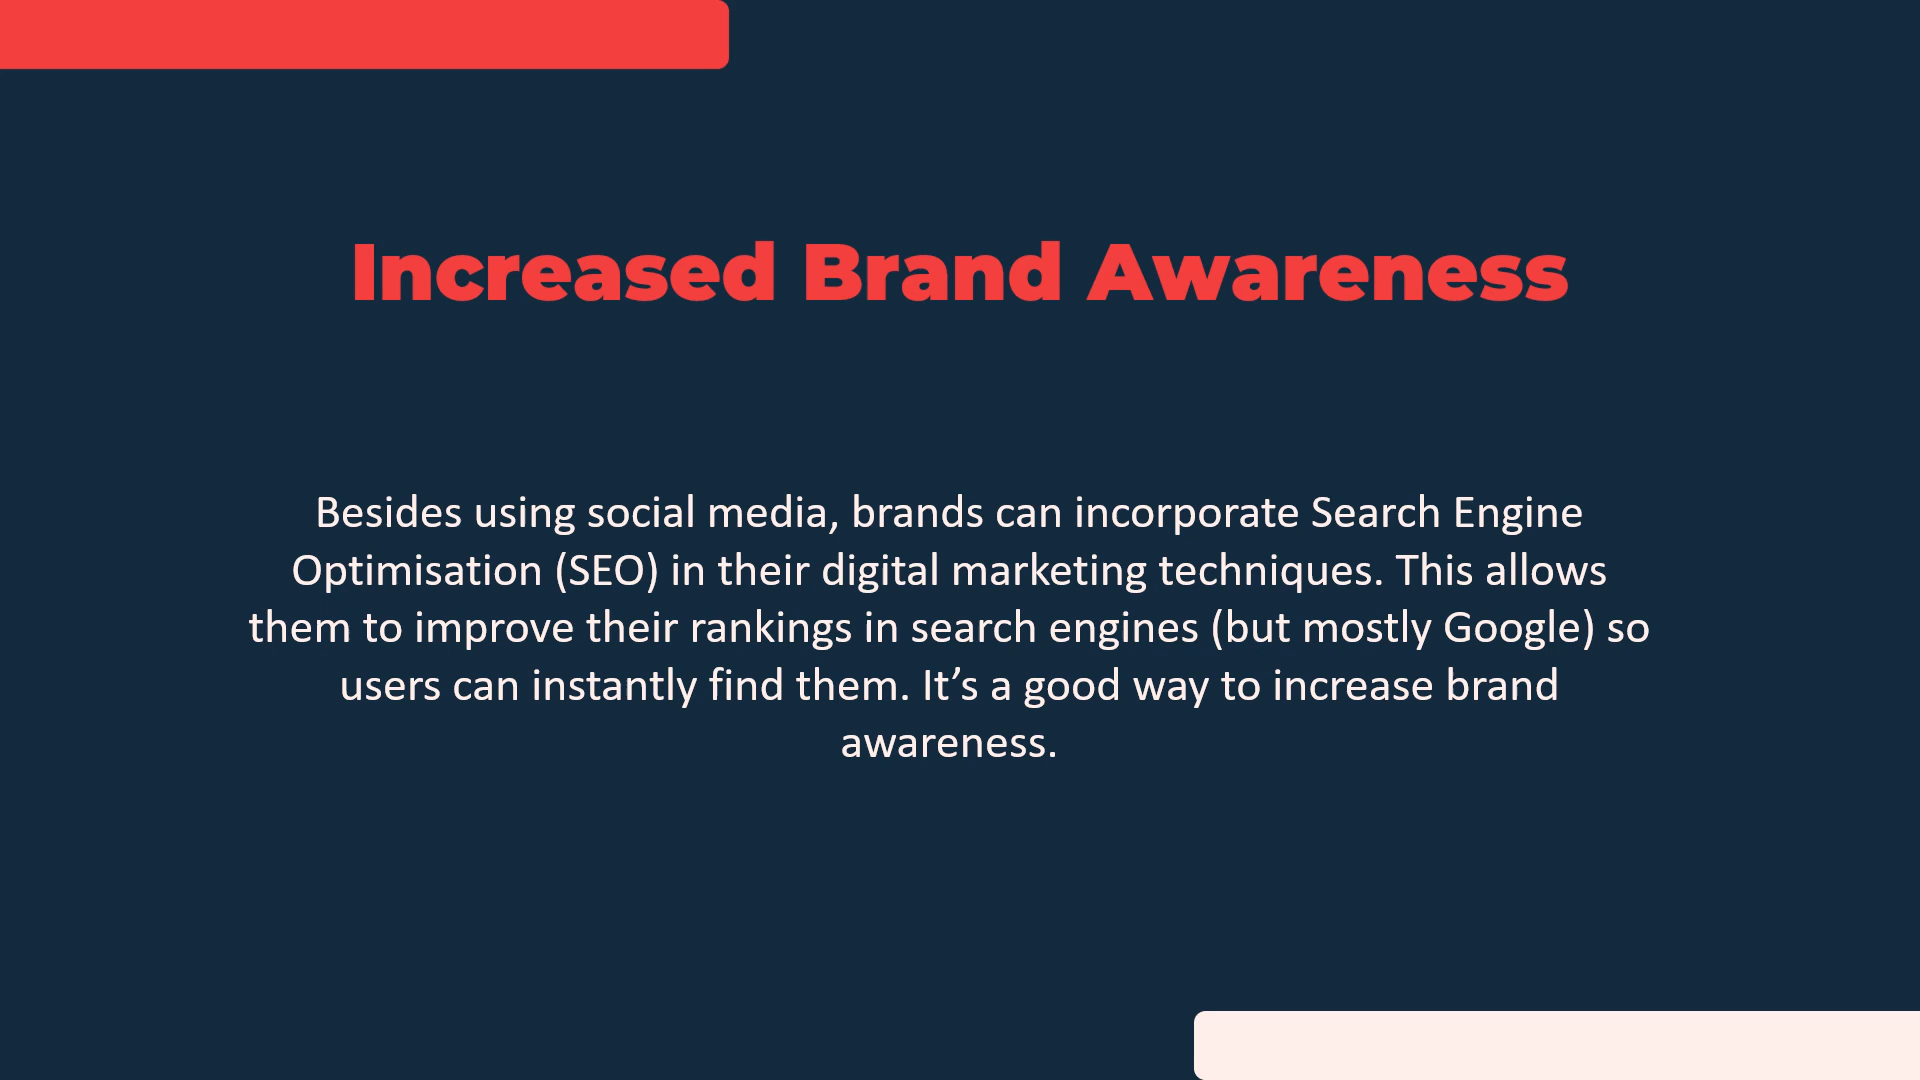 Increased Brand Awareness
Besides using social media, brands can incorporate Search Engine
Optimisation (SEO) in their digital marketing techniques. This allows
them to improve their rankings in search engines (but mostly Google) so
users can instantly find them. It’s a good way to increase brand
awareness.